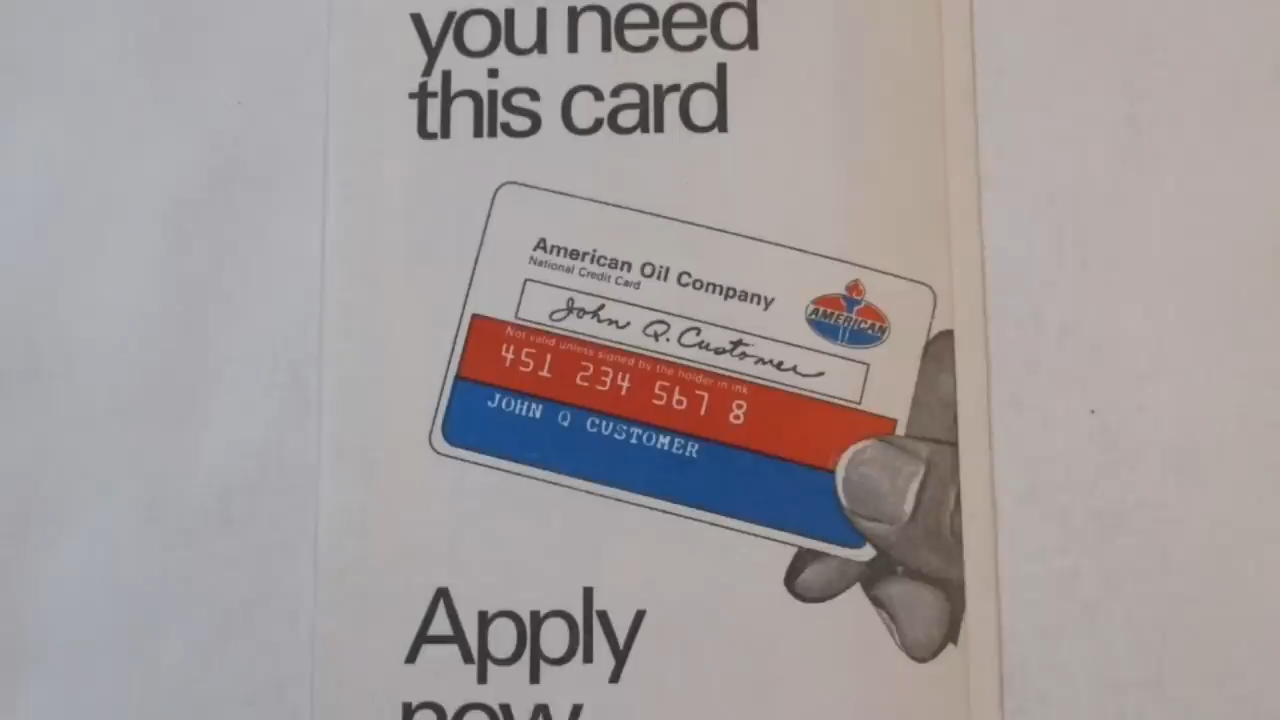 you need
this card
American Oil Company
National Credit Card
AMERICAN
John Q. Customer
Not valid unless signed by the holder in ink
451 234 567 8
JOHN Q CUSTOMER
Apply
now